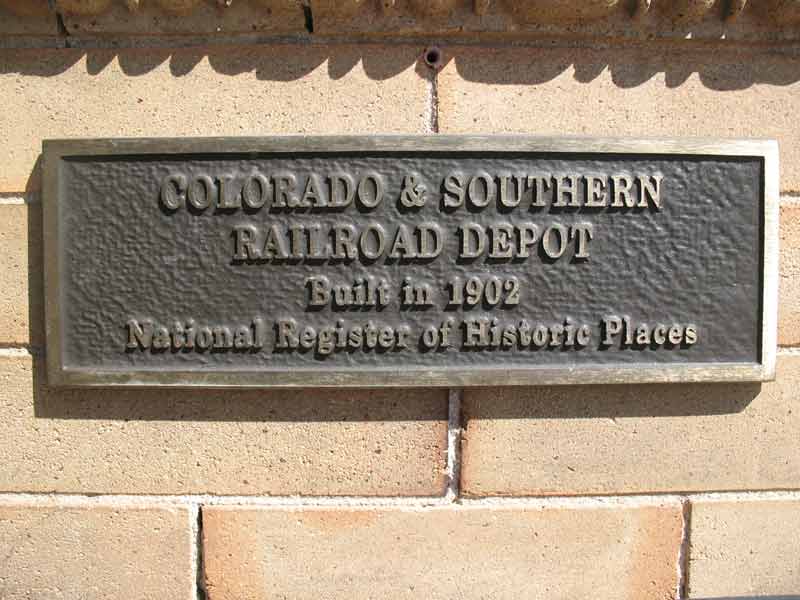 COLORADO & SOUTHERN
RAILROAD DEPOT
Built in 1902
National Register of Historic Places